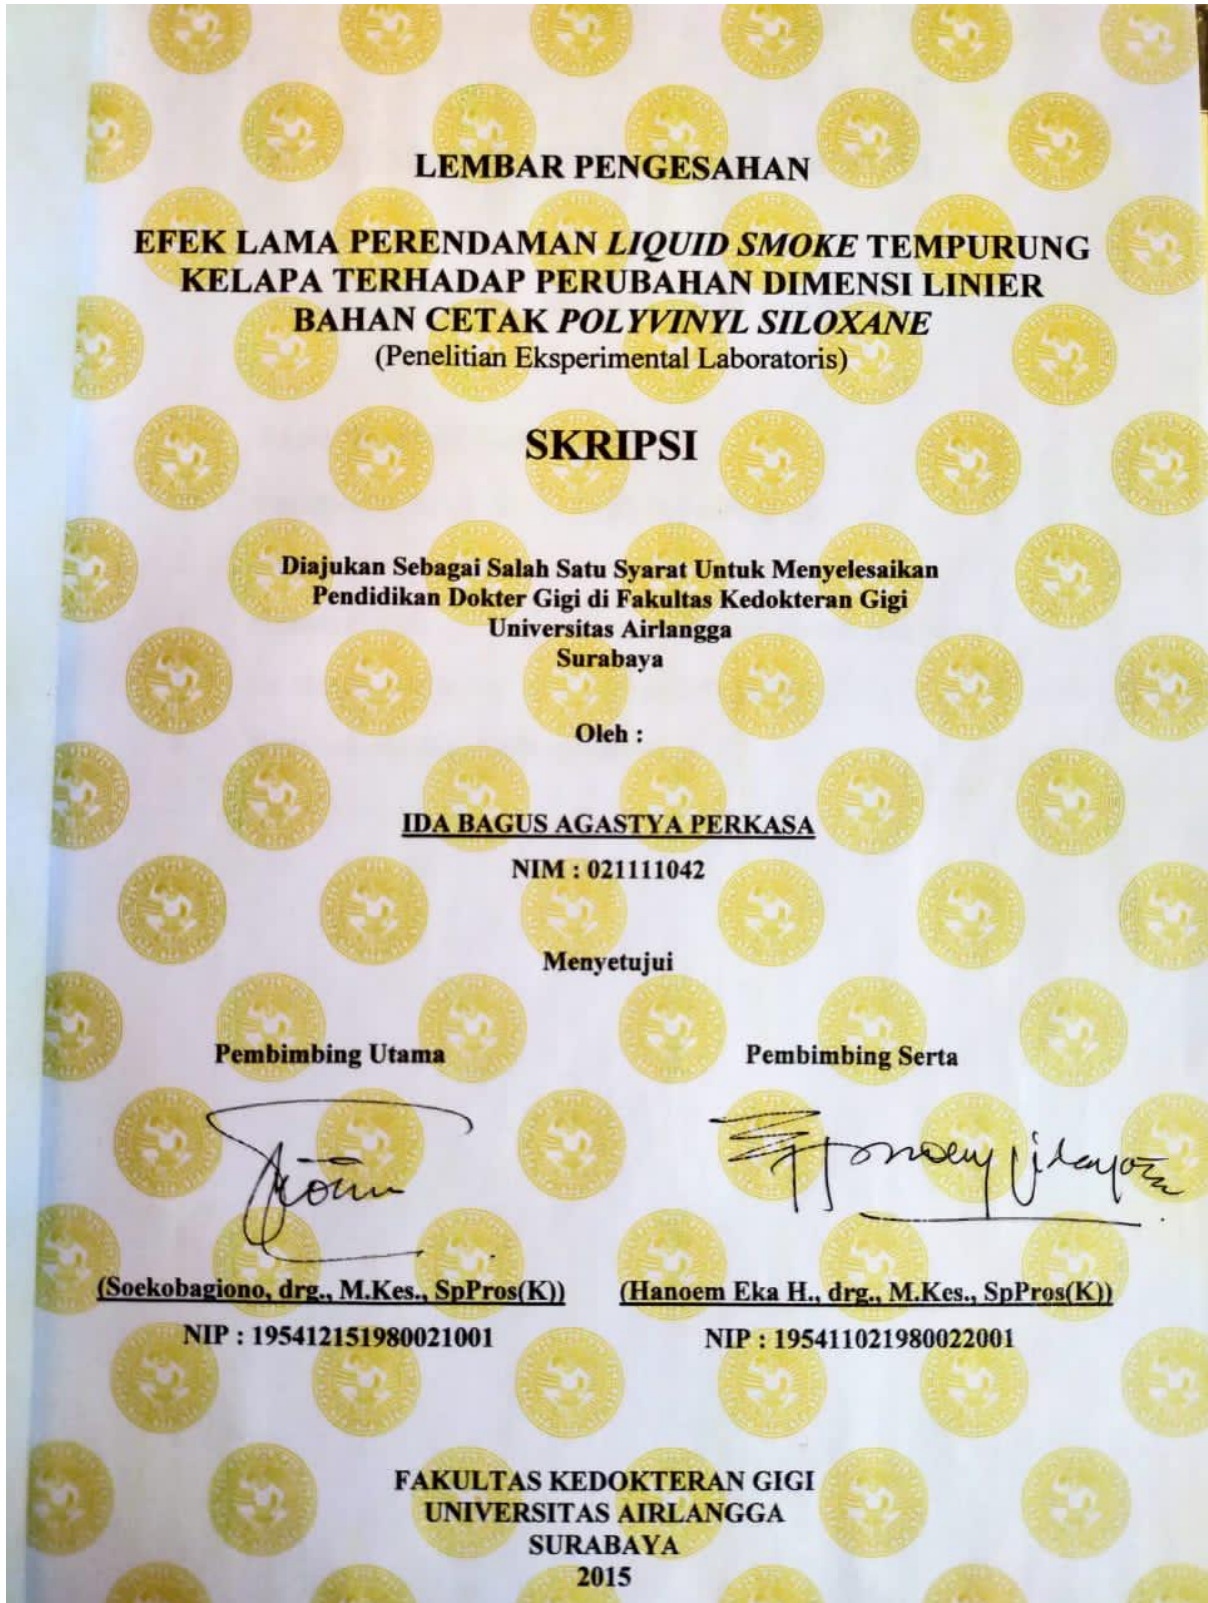 LEMBAR PENGESAHAN
EFEK LAMA PERENDAMAN LIQUID SMOKE TEMPURUNG
KELAPA TERHADAP PERUBAHAN DIMENSI LINIER
BAHAN CETAK POLYVINYL SILOXANE
(Penelitian Eksperimental Laboratoris)
SKRIPSI
Diajukan Sebagai Salah Satu Syarat Untuk Menyelesaikan
Pendidikan Dokter Gigi di Fakultas Kedokteran Gigi
Universitas Airlangga
Surabaya
Oleh :
IDA BAGUS AGASTYA PERKASA
NIM : 021111042
Menyetujui
Pembimbing Utama
Pembimbing Serta
(Soekobagiono, drg., M.Kes., SpPros(K))
(Hanoem Eka H., drg., M.Kes., SpPros(K))
NIP : 195412151980021001
NIP : 195411021980022001
FAKULTAS KEDOKTERAN GIGI
UNIVERSITAS AIRLANGGA
SURABAYA
2015